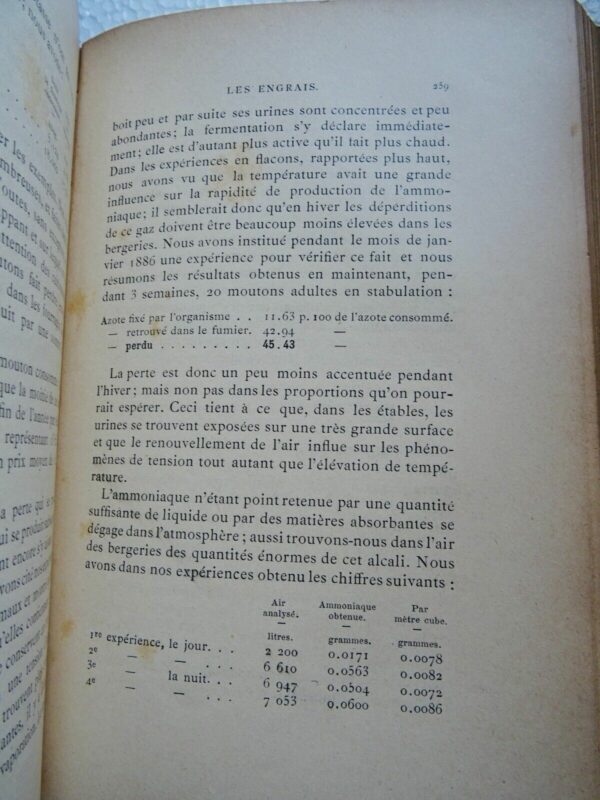 LES ENGRAIS. 259
boit peu et par suite ses urines sont concentrées et peu
abondantes; la fermentation s'y déclare immédiate-
ment; elle est d'autant plus active qu'il fait plus chaud.
Dans les expériences en flacons, rapportées plus haut,
nous avons vu que la température avait une grande
influence sur la rapidité de production de l'ammo-
niaque; il semblerait donc qu'en hiver les déperditions
de ce gaz doivent être beaucoup moins élevées dans les
bergeries. Nous avons institué pendant le mois de jan-
vier 1886 une expérience pour vérifier ce fait et nous
résumons les résultats obtenus en maintenant, pen-
dant 3 semaines, 20 moutons adultes en stabulation :
Azote fixé par l'organisme . . 11.63 p. 100 de l'azote consommé.
— retrouvé dans le fumier. 42.94 —
— perdu . . . . . . . . . 45.43 —
La perte est donc un peu moins accentuée pendant
l'hiver; mais non pas dans les proportions qu'on pour-
rait espérer. Ceci tient à ce que, dans les étables, les
urines se trouvent exposées sur une très grande surface
et que le renouvellement de l'air influe sur les phéno-
mènes de tension tout autant que l'élévation de tempé-
rature.
L'ammoniaque n'étant point retenue par une quantité
suffisante de liquide ou par des matières absorbantes se
dégage dans l'atmosphère; aussi trouvons-nous dans l'air
des bergeries des quantités énormes de cet alcali. Nous
avons dans nos expériences obtenu les chiffres suivants :
Air analysé. Ammoniaque obtenue. Par mètre cube.
— — —
litres. grammes. grammes.
1re expérience, le jour. . . 2 200 0.0171 0.0078
2e — — . . . 6 610 0.0563 0.0082
3e — la nuit. . . 6 947 0.0504 0.0072
4e — — . . . 7 053 0.0600 0.0086